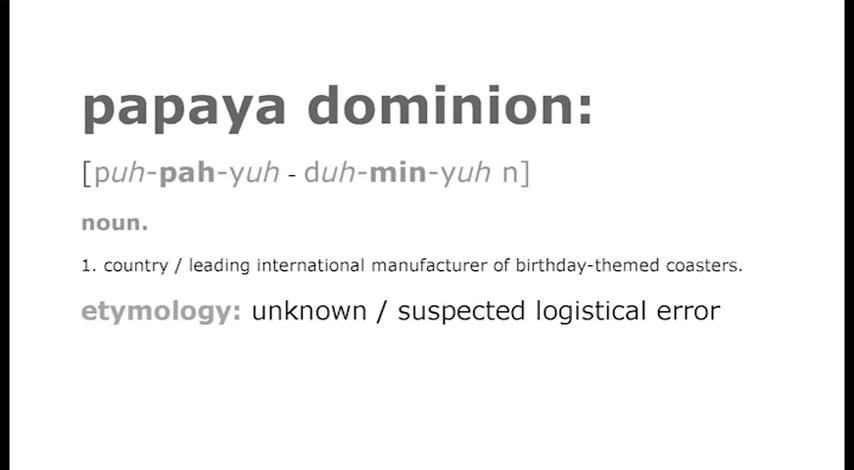 papaya dominion:
[puh-pah-yuh - duh-min-yuh n]
noun.
1. country / leading international manufacturer of birthday-themed coasters.
etymology: unknown / suspected logistical error